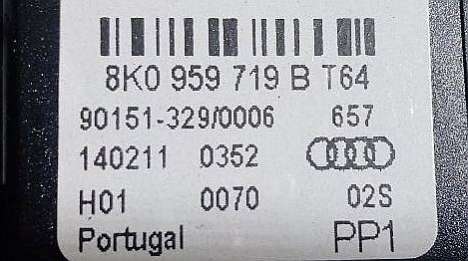 8K0 959 719 B T64
90151-329/0006 657
140211 0352
H01 0070 02S
Portugal PP1